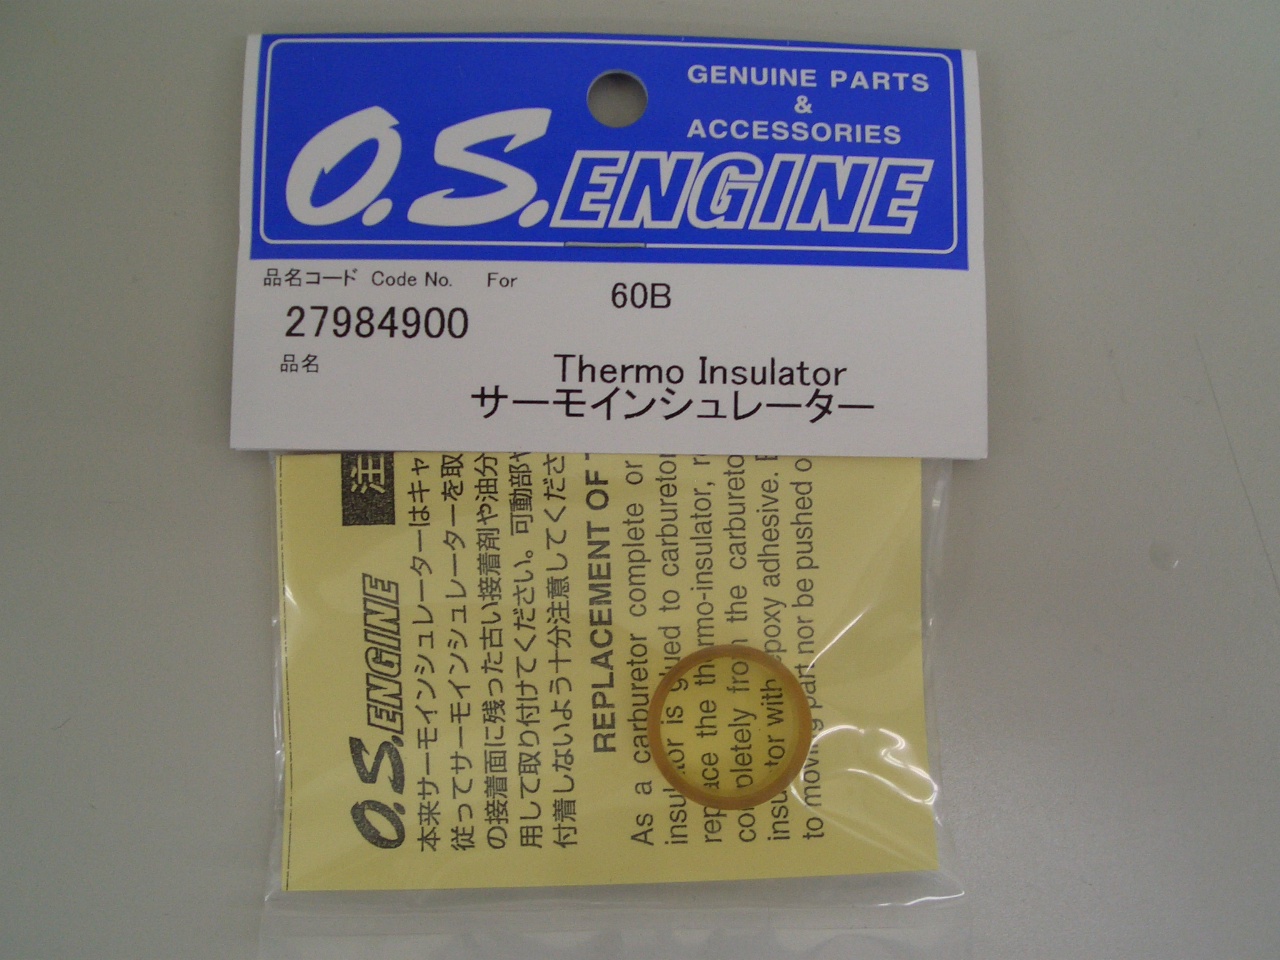 GENUINE PARTS
&
ACCESSORIES
O.S.ENGINE
品名コード Code No. For
60B
27984900
品名
Thermo Insulator
サーモインシュレーター
O.S.ENGINE 注
本来サーモインシュレーターはキャ
従ってサーモインシュレーターを取
の接着面に残った古い接着剤や油分
用して取り付けてください。可動部や
付着しないよう十分注意してくださ
REPLACEMENT OF
As a carburetor complete or
insulator is glued to carburetor
replace the thermo-insulator, r
completely from the carbureto
insulator with epoxy adhesive.
to moving part nor be pushed o